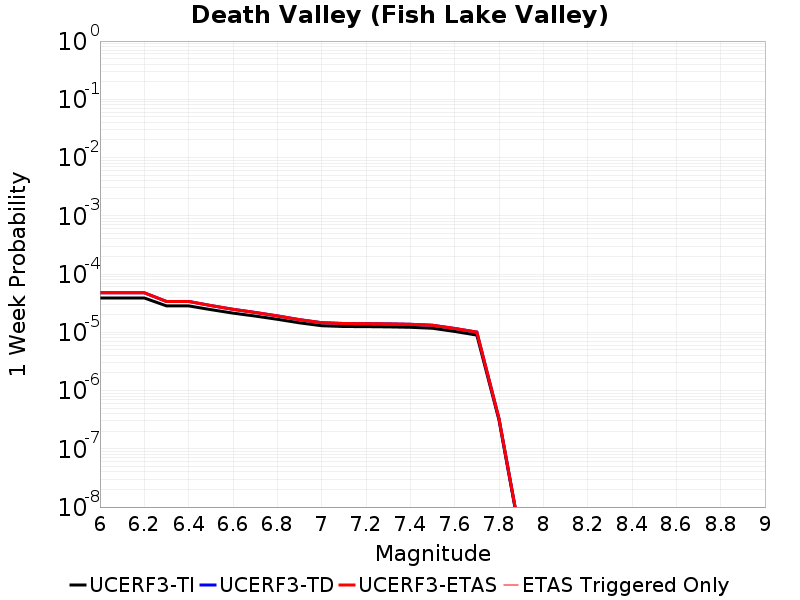 Death Valley (Fish Lake Valley)
10^0
10^-1
10^-2
10^-3
10^-4
10^-5
10^-6
10^-7
10^-8
1 Week Probability
6 6.2 6.4 6.6 6.8 7 7.2 7.4 7.6 7.8 8 8.2 8.4 8.6 8.8 9
Magnitude
UCERF3-TI UCERF3-TD UCERF3-ETAS ETAS Triggered Only